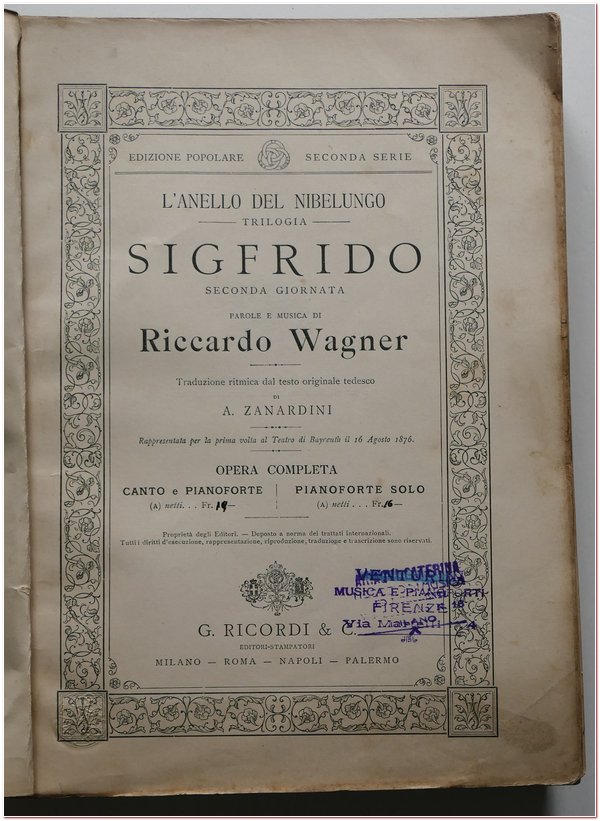 EDIZIONE POPOLARE SECONDA SERIE
L'ANELLO DEL NIBELUNGO
TRILOGIA
SIGFRIDO
SECONDA GIORNATA
PAROLE E MUSICA DI
Riccardo Wagner
Traduzione ritmica dal testo originale tedesco
DI
A. ZANARDINI
Rappresentata per la prima volta al Teatro di Bayreuth il 16 Agosto 1876.
OPERA COMPLETA
CANTO e PIANOFORTE PIANOFORTE SOLO
(A) netti. . . Fr. 19— (A) netti . . . Fr. 16—
Proprietà degli Editori. — Deposto a norma dei trattati internazionali.
Tutti i diritti d'esecuzione, rappresentazione, riproduzione, traduzione e trascrizione sono riservati.
VENTURI CATERINA
MUSICA E PIANOFORTI
FIRENZE
Via
G. RICORDI & C.
EDITORI-STAMPATORI
MILANO — ROMA — NAPOLI — PALERMO